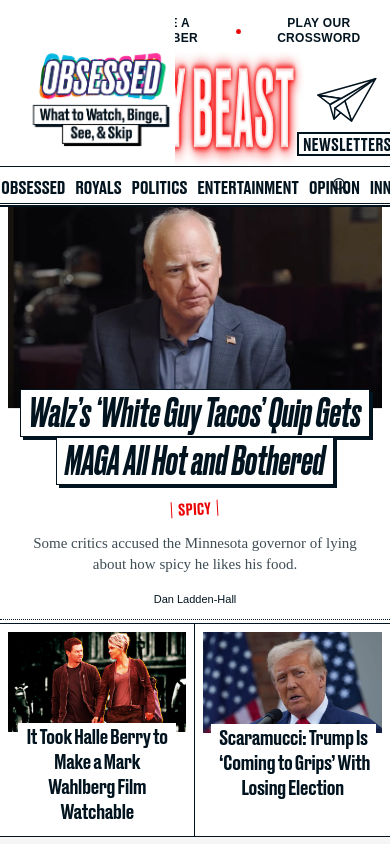 E A
BER
PLAY OUR
CROSSWORD
OBSESSED
What to Watch, Binge,
See, & Skip
Y BEAST
NEWSLETTERS
OBSESSED ROYALS POLITICS ENTERTAINMENT OPINION INN
Walz's ‘White Guy Tacos’ Quip Gets
MAGA All Hot and Bothered
SPICY
Some critics accused the Minnesota governor of lying
about how spicy he likes his food.
Dan Ladden-Hall
It Took Halle Berry to
Make a Mark
Wahlberg Film
Watchable
Scaramucci: Trump Is
‘Coming to Grips’ With
Losing Election